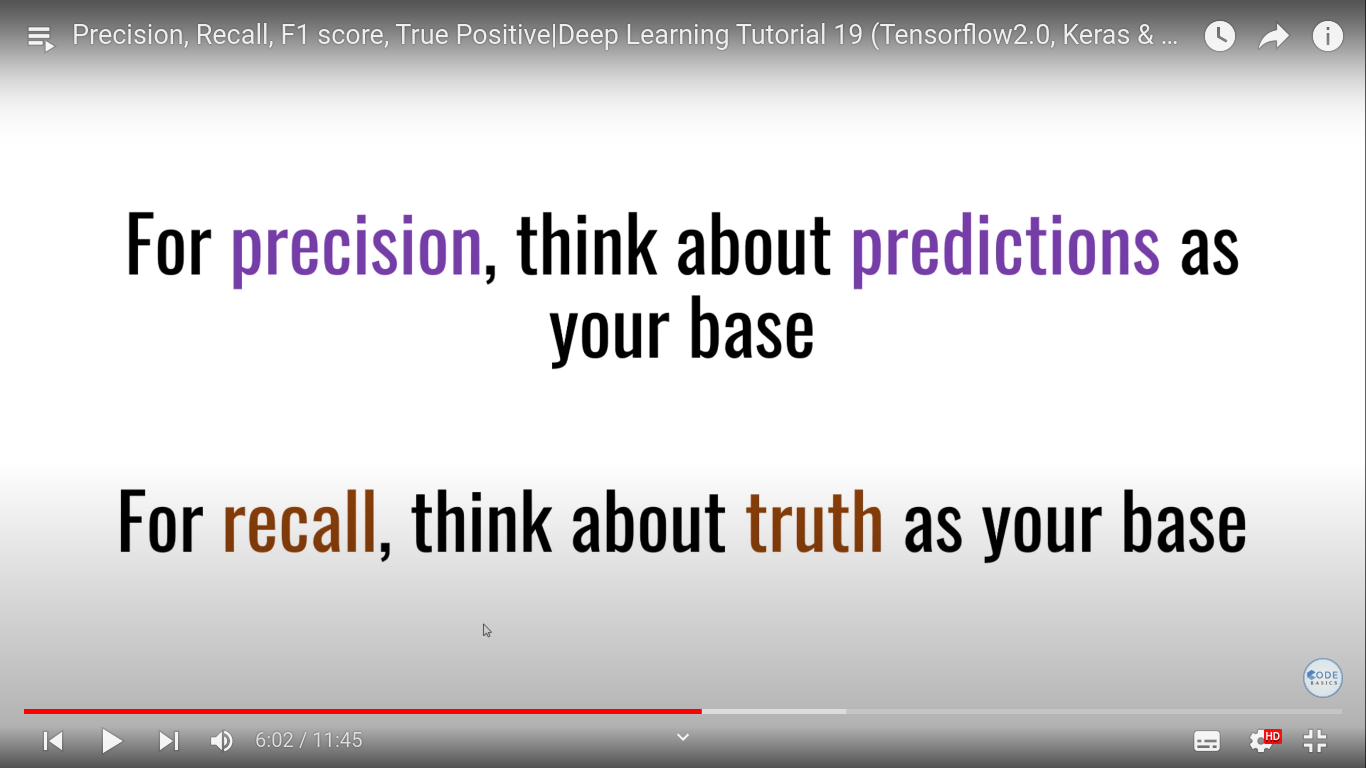 Precision, Recall, F1 score, True Positive|Deep Learning Tutorial 19 (Tensorflow2.0, Keras & ...
For precision, think about predictions as
your base
For recall, think about truth as your base
CODE
BASICS
6:02 / 11:45
HD